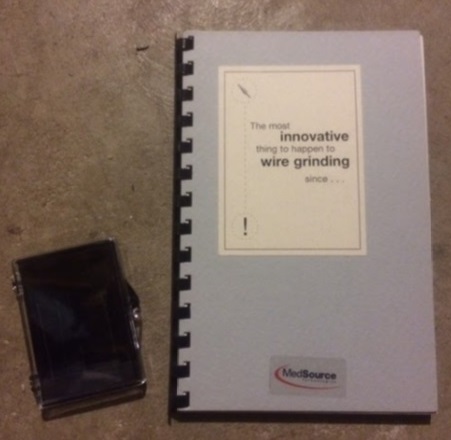 The most
innovative
thing to happen to
wire grinding
since . . .
!
MedSource